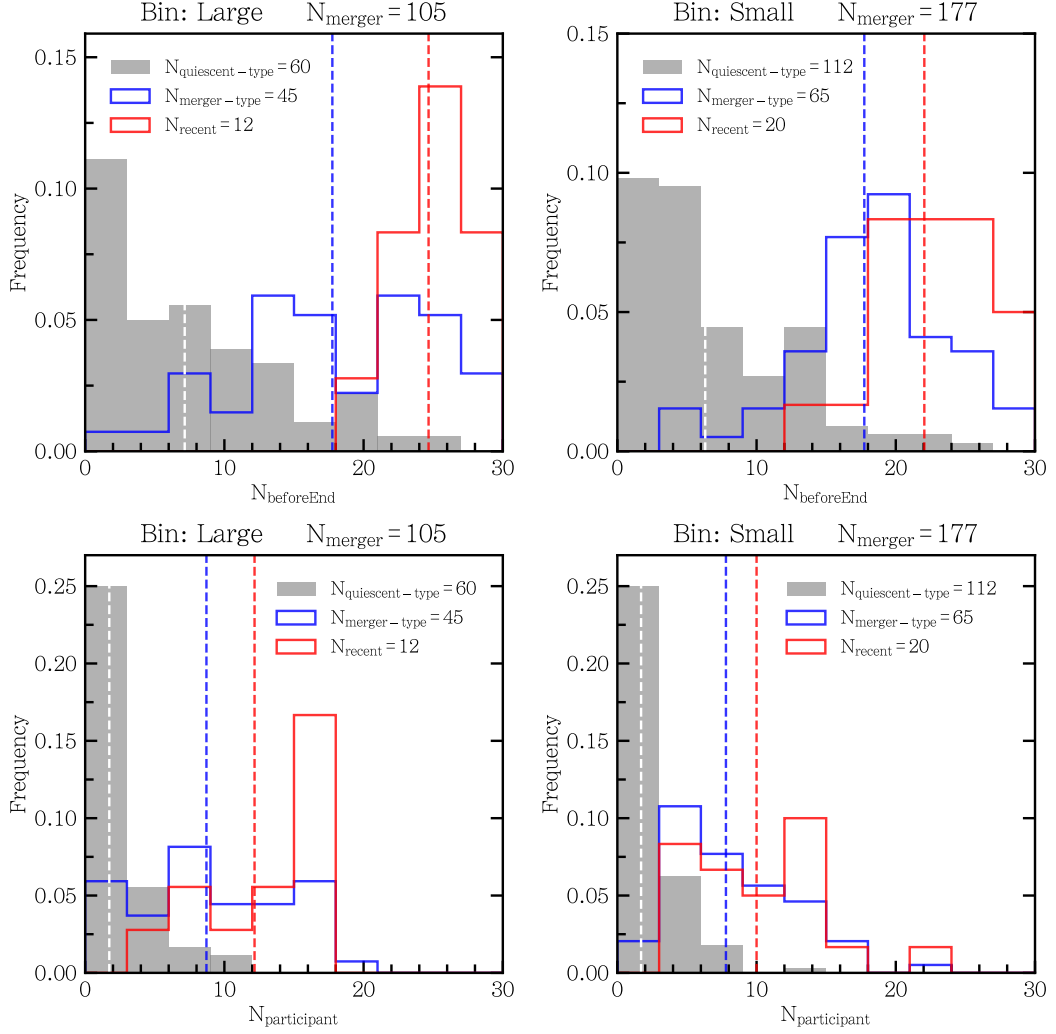 Bin: Large N_merger = 105
Bin: Small N_merger = 177
0.15
0.10
0.05
0.00
Frequency
N_quiescent−type = 60
N_merger−type = 45
N_recent = 12
0 10 20 30
N_beforeEnd
0.15
0.10
0.05
0.00
Frequency
N_quiescent−type = 112
N_merger−type = 65
N_recent = 20
0 10 20 30
N_beforeEnd
Bin: Large N_merger = 105
Bin: Small N_merger = 177
0.25
0.20
0.15
0.10
0.05
0.00
Frequency
N_quiescent−type = 60
N_merger−type = 45
N_recent = 12
0 10 20 30
N_participant
0.25
0.20
0.15
0.10
0.05
0.00
Frequency
N_quiescent−type = 112
N_merger−type = 65
N_recent = 20
0 10 20 30
N_participant